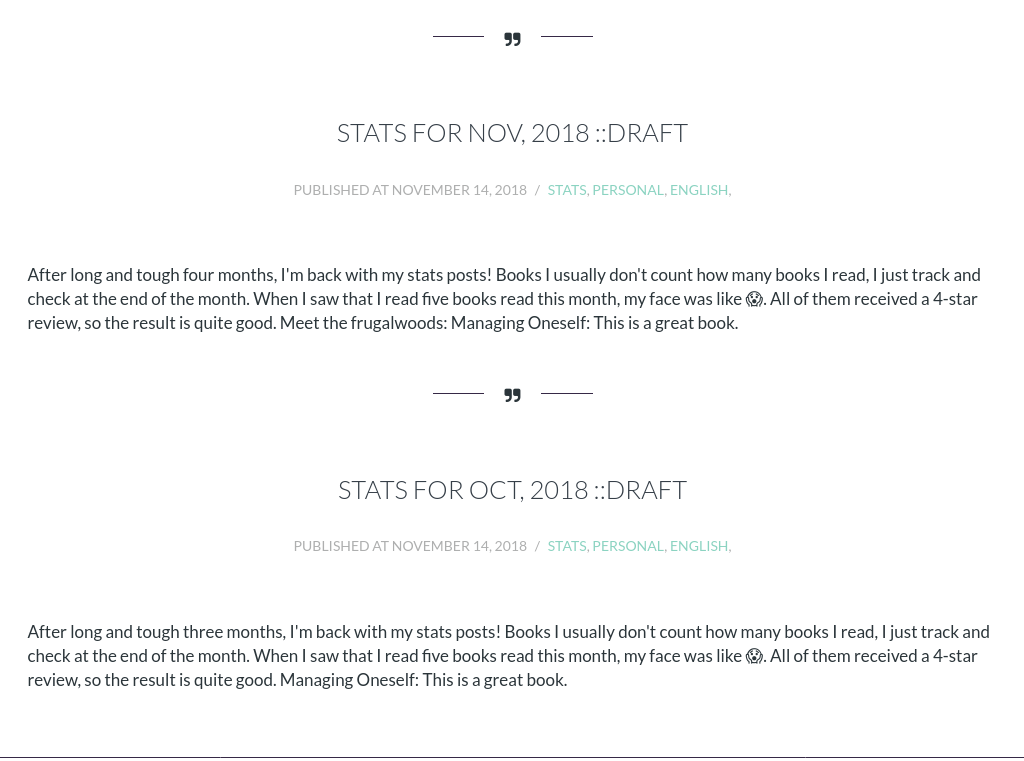 STATS FOR NOV, 2018 ::DRAFT
PUBLISHED AT NOVEMBER 14, 2018 / STATS, PERSONAL, ENGLISH,
After long and tough four months, I'm back with my stats posts! Books I usually don't count how many books I read, I just track and
check at the end of the month. When I saw that I read five books read this month, my face was like 😱. All of them received a 4-star
review, so the result is quite good. Meet the frugalwoods: Managing Oneself: This is a great book.
STATS FOR OCT, 2018 ::DRAFT
PUBLISHED AT NOVEMBER 14, 2018 / STATS, PERSONAL, ENGLISH,
After long and tough three months, I'm back with my stats posts! Books I usually don't count how many books I read, I just track and
check at the end of the month. When I saw that I read five books read this month, my face was like 😱. All of them received a 4-star
review, so the result is quite good. Managing Oneself: This is a great book.